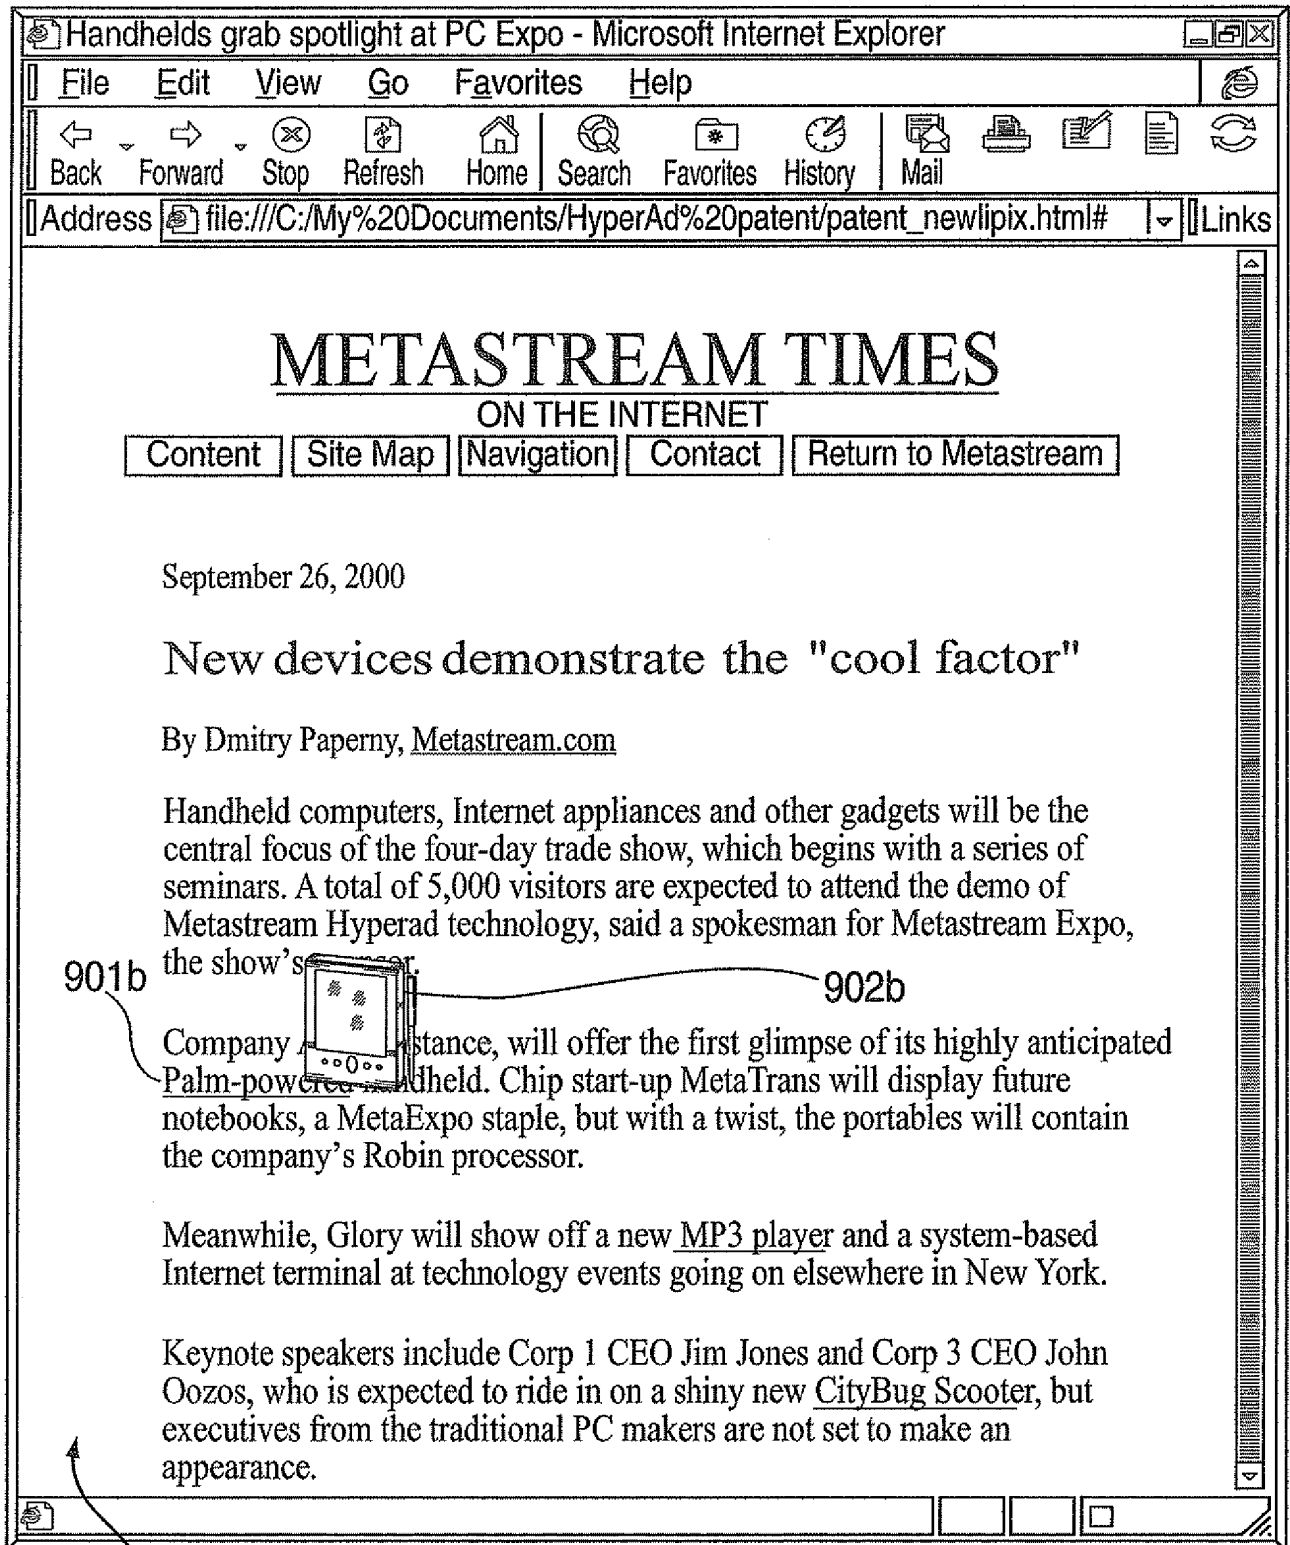 Handhelds grab spotlight at PC Expo - Microsoft Internet Explorer
File Edit View Go Favorites Help
Back Forward Stop Refresh Home Search Favorites History Mail
Address file:///C:/My%20Documents/HyperAd%20patent/patent_newlipix.html# Links
METASTREAM TIMES
ON THE INTERNET
Content Site Map Navigation Contact Return to Metastream
September 26, 2000
New devices demonstrate the "cool factor"
By Dmitry Paperny, Metastream.com
Handheld computers, Internet appliances and other gadgets will be the
central focus of the four-day trade show, which begins with a series of
seminars. A total of 5,000 visitors are expected to attend the demo of
Metastream Hyperad technology, said a spokesman for Metastream Expo,
the show's
901b
902b
Company stance, will offer the first glimpse of its highly anticipated
Palm-powered dheld. Chip start-up MetaTrans will display future
notebooks, a MetaExpo staple, but with a twist, the portables will contain
the company's Robin processor.
Meanwhile, Glory will show off a new MP3 player and a system-based
Internet terminal at technology events going on elsewhere in New York.
Keynote speakers include Corp 1 CEO Jim Jones and Corp 3 CEO John
Oozos, who is expected to ride in on a shiny new CityBug Scooter, but
executives from the traditional PC makers are not set to make an
appearance.